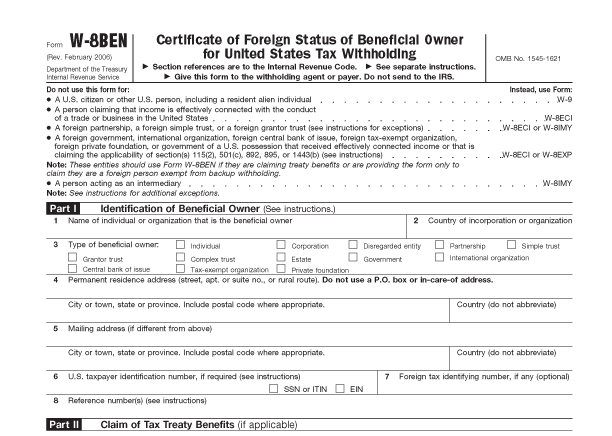 Form W-8BEN
(Rev. February 2006)
Department of the Treasury
Internal Revenue Service
Certificate of Foreign Status of Beneficial Owner
for United States Tax Withholding
► Section references are to the Internal Revenue Code. ► See separate instructions.
► Give this form to the withholding agent or payer. Do not send to the IRS.
OMB No. 1545-1621
Do not use this form for: Instead, use Form:
● A U.S. citizen or other U.S. person, including a resident alien individual . . . . . . . . . . . . . . . W-9
● A person claiming that income is effectively connected with the conduct
of a trade or business in the United States . . . . . . . . . . . . . . . . . . . . . . W-8ECI
● A foreign partnership, a foreign simple trust, or a foreign grantor trust (see instructions for exceptions) . . . . . W-8ECI or W-8IMY
● A foreign government, international organization, foreign central bank of issue, foreign tax-exempt organization,
foreign private foundation, or government of a U.S. possession that received effectively connected income or that is
claiming the applicability of section(s) 115(2), 501(c), 892, 895, or 1443(b) (see instructions) . . . . . . . W-8ECI or W-8EXP
Note: These entities should use Form W-8BEN if they are claiming treaty benefits or are providing the form only to
claim they are a foreign person exempt from backup withholding.
● A person acting as an intermediary . . . . . . . . . . . . . . . . . . . . . . . . W-8IMY
Note: See instructions for additional exceptions.
Part I Identification of Beneficial Owner (See instructions.)
1 Name of individual or organization that is the beneficial owner
2 Country of incorporation or organization
3 Type of beneficial owner: Individual Corporation Disregarded entity Partnership Simple trust
Grantor trust Complex trust Estate Government International organization
Central bank of issue Tax-exempt organization Private foundation
4 Permanent residence address (street, apt. or suite no., or rural route). Do not use a P.O. box or in-care-of address.
City or town, state or province. Include postal code where appropriate. Country (do not abbreviate)
5 Mailing address (if different from above)
City or town, state or province. Include postal code where appropriate. Country (do not abbreviate)
6 U.S. taxpayer identification number, if required (see instructions)
SSN or ITIN EIN
7 Foreign tax identifying number, if any (optional)
8 Reference number(s) (see instructions)
Part II Claim of Tax Treaty Benefits (if applicable)